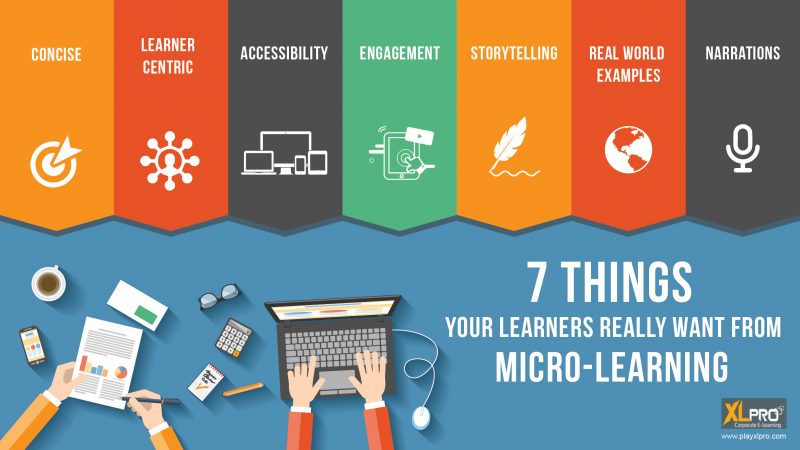 CONCISE
LEARNER
CENTRIC
ACCESSIBILITY
ENGAGEMENT
STORYTELLING
REAL WORLD
EXAMPLES
NARRATIONS
7 THINGS
YOUR LEARNERS REALLY WANT FROM
MICRO-LEARNING
XLPRO
Corporate E-Learning
www.playxlpro.com